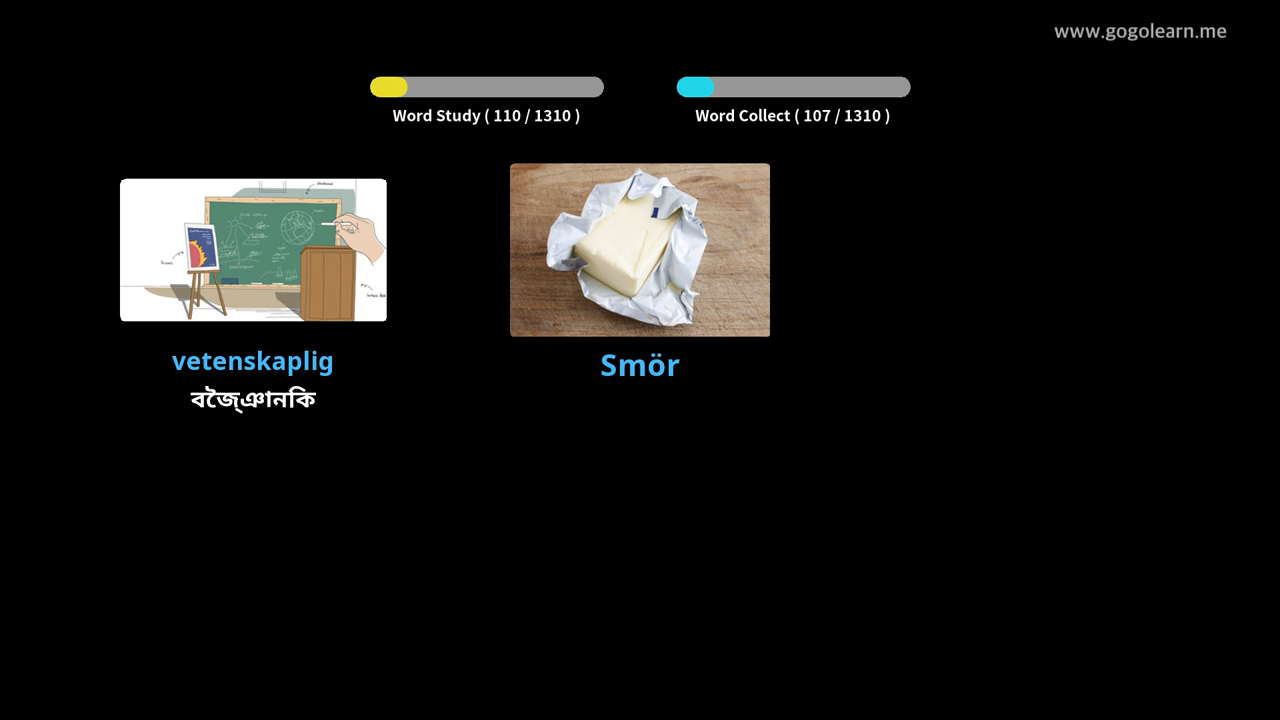 www.gogolearn.me
Word Study ( 110 / 1310 )
Word Collect ( 107 / 1310 )
vetenskaplig
বৈজ্ঞানিক
Smör